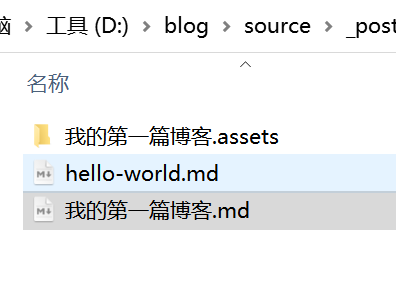 脑 > 工具 (D:) > blog > source > _post
名称
我的第一篇博客.assets
hello-world.md
我的第一篇博客.md